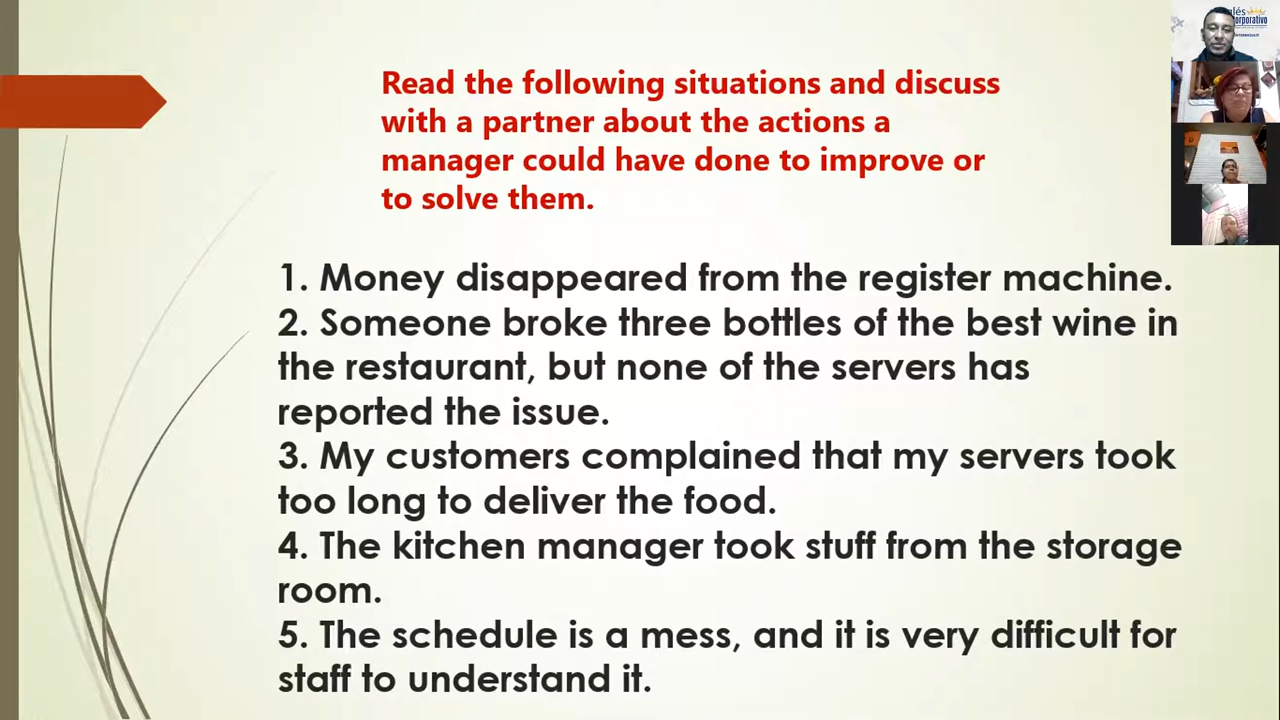 Read the following situations and discuss
with a partner about the actions a
manager could have done to improve or
to solve them.
1. Money disappeared from the register machine.
2. Someone broke three bottles of the best wine in
the restaurant, but none of the servers has
reported the issue.
3. My customers complained that my servers took
too long to deliver the food.
4. The kitchen manager took stuff from the storage
room.
5. The schedule is a mess, and it is very difficult for
staff to understand it.